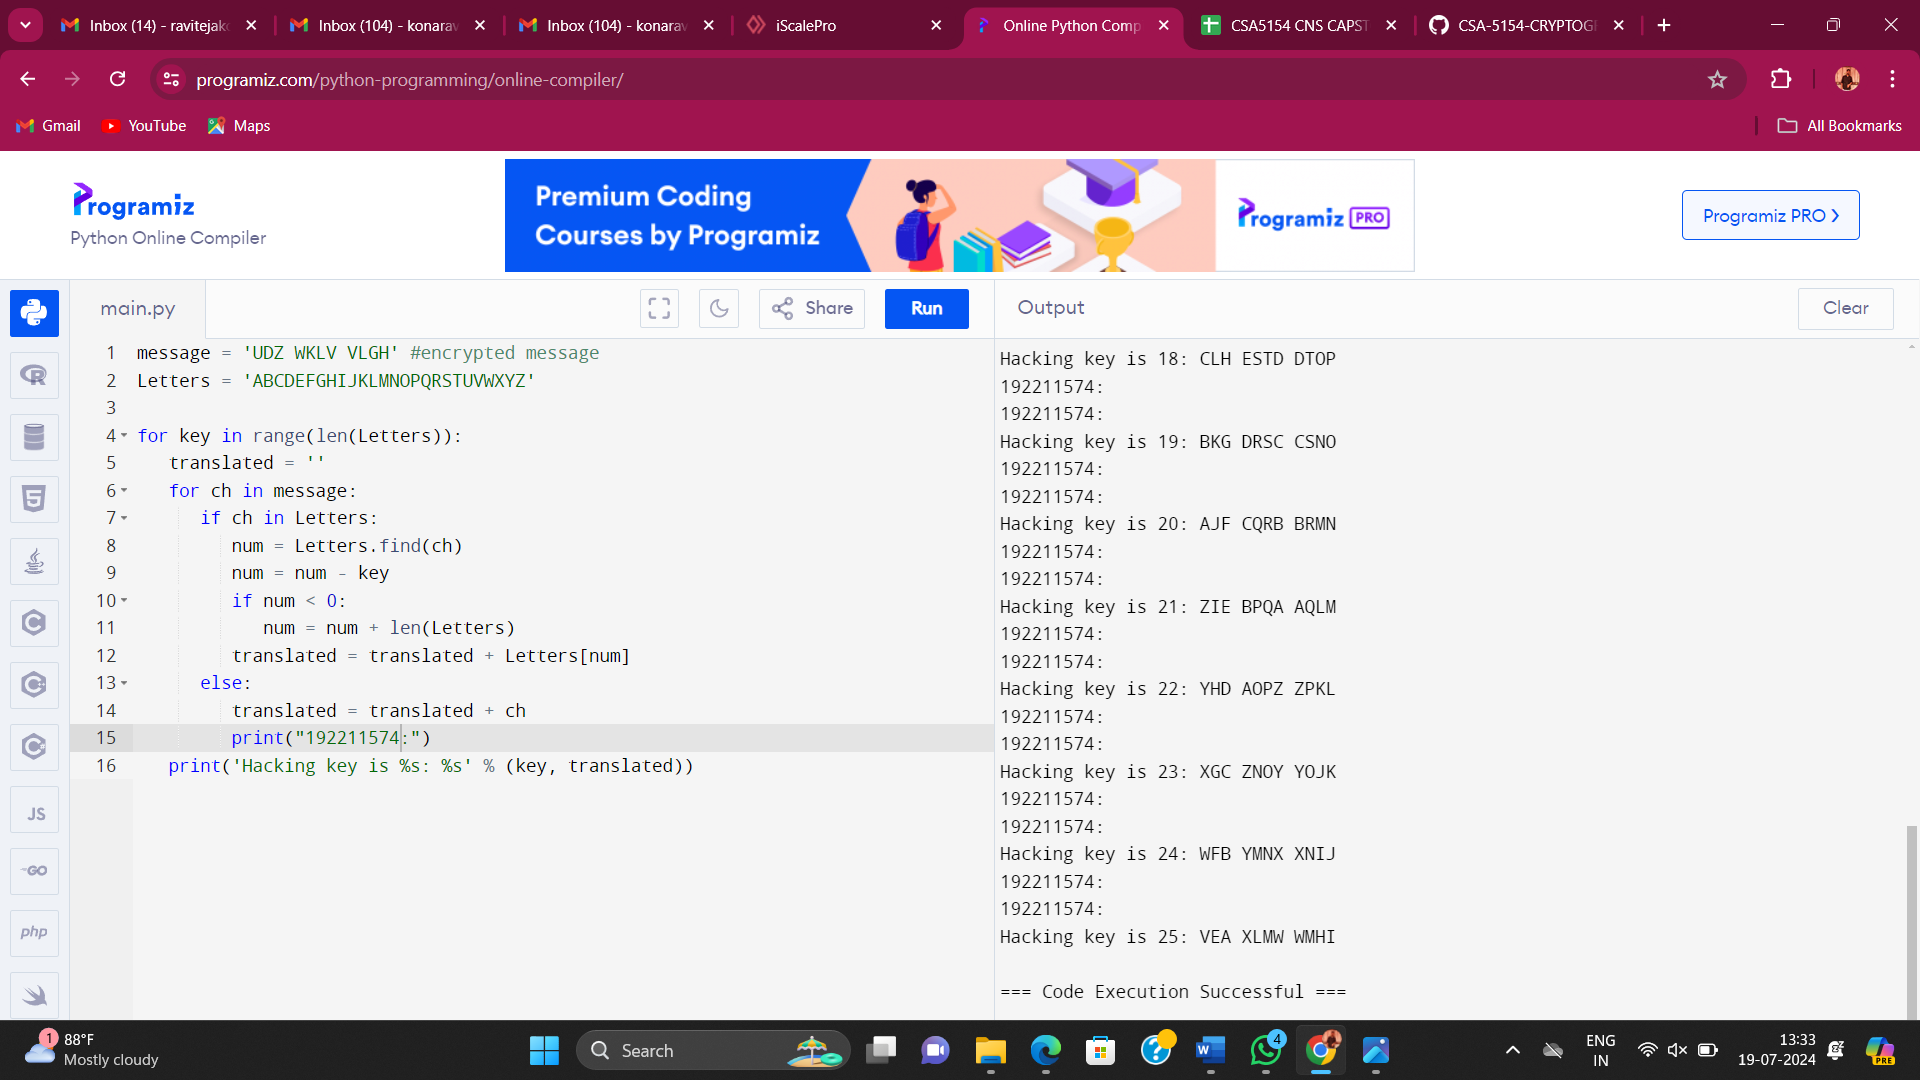 Inbox (14) - ravitejako
Inbox (104) - konarav
Inbox (104) - konarav
iScalePro
Online Python Comp
CSA5154 CNS CAPST
CSA-5154-CRYPTOG
programiz.com/python-programming/online-compiler/
Gmail
YouTube
Maps
All Bookmarks
Programiz
Python Online Compiler
Premium Coding
Courses by Programiz
Programiz PRO
Programiz PRO ›
main.py
Share
Run
Output
Clear
1 message = 'UDZ WKLV VLGH' #encrypted message
2 Letters = 'ABCDEFGHIJKLMNOPQRSTUVWXYZ'
3
4 for key in range(len(Letters)):
5 translated = ''
6 for ch in message:
7 if ch in Letters:
8 num = Letters.find(ch)
9 num = num - key
10 if num < 0:
11 num = num + len(Letters)
12 translated = translated + Letters[num]
13 else:
14 translated = translated + ch
15 print("192211574:")
16 print('Hacking key is %s: %s' % (key, translated))
Hacking key is 18: CLH ESTD DTOP
192211574:
192211574:
Hacking key is 19: BKG DRSC CSNO
192211574:
192211574:
Hacking key is 20: AJF CQRB BRMN
192211574:
192211574:
Hacking key is 21: ZIE BPQA AQLM
192211574:
192211574:
Hacking key is 22: YHD AOPZ ZPKL
192211574:
192211574:
Hacking key is 23: XGC ZNOY YOJK
192211574:
192211574:
Hacking key is 24: WFB YMNX XNIJ
192211574:
192211574:
Hacking key is 25: VEA XLMW WMHI
=== Code Execution Successful ===
R
5
C
C
C
JS
GO
php
1
88°F
Mostly cloudy
Search
W
4
ENG
IN
13:33
19-07-2024
PRE